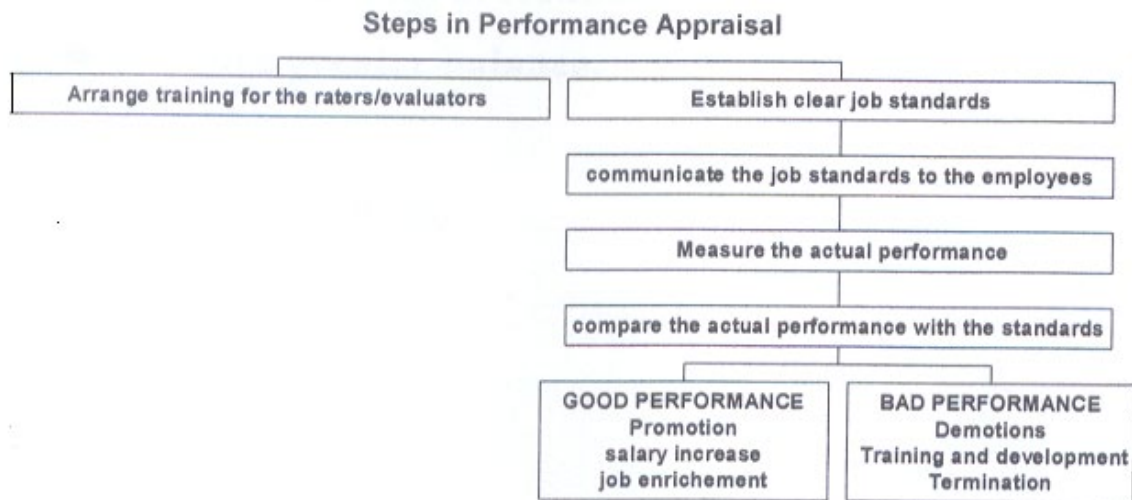 Steps in Performance Appraisal
Arrange training for the raters/evaluators
Establish clear job standards
communicate the job standards to the employees
Measure the actual performance
compare the actual performance with the standards
GOOD PERFORMANCE
Promotion
salary increase
job enrichement
BAD PERFORMANCE
Demotions
Training and development
Termination